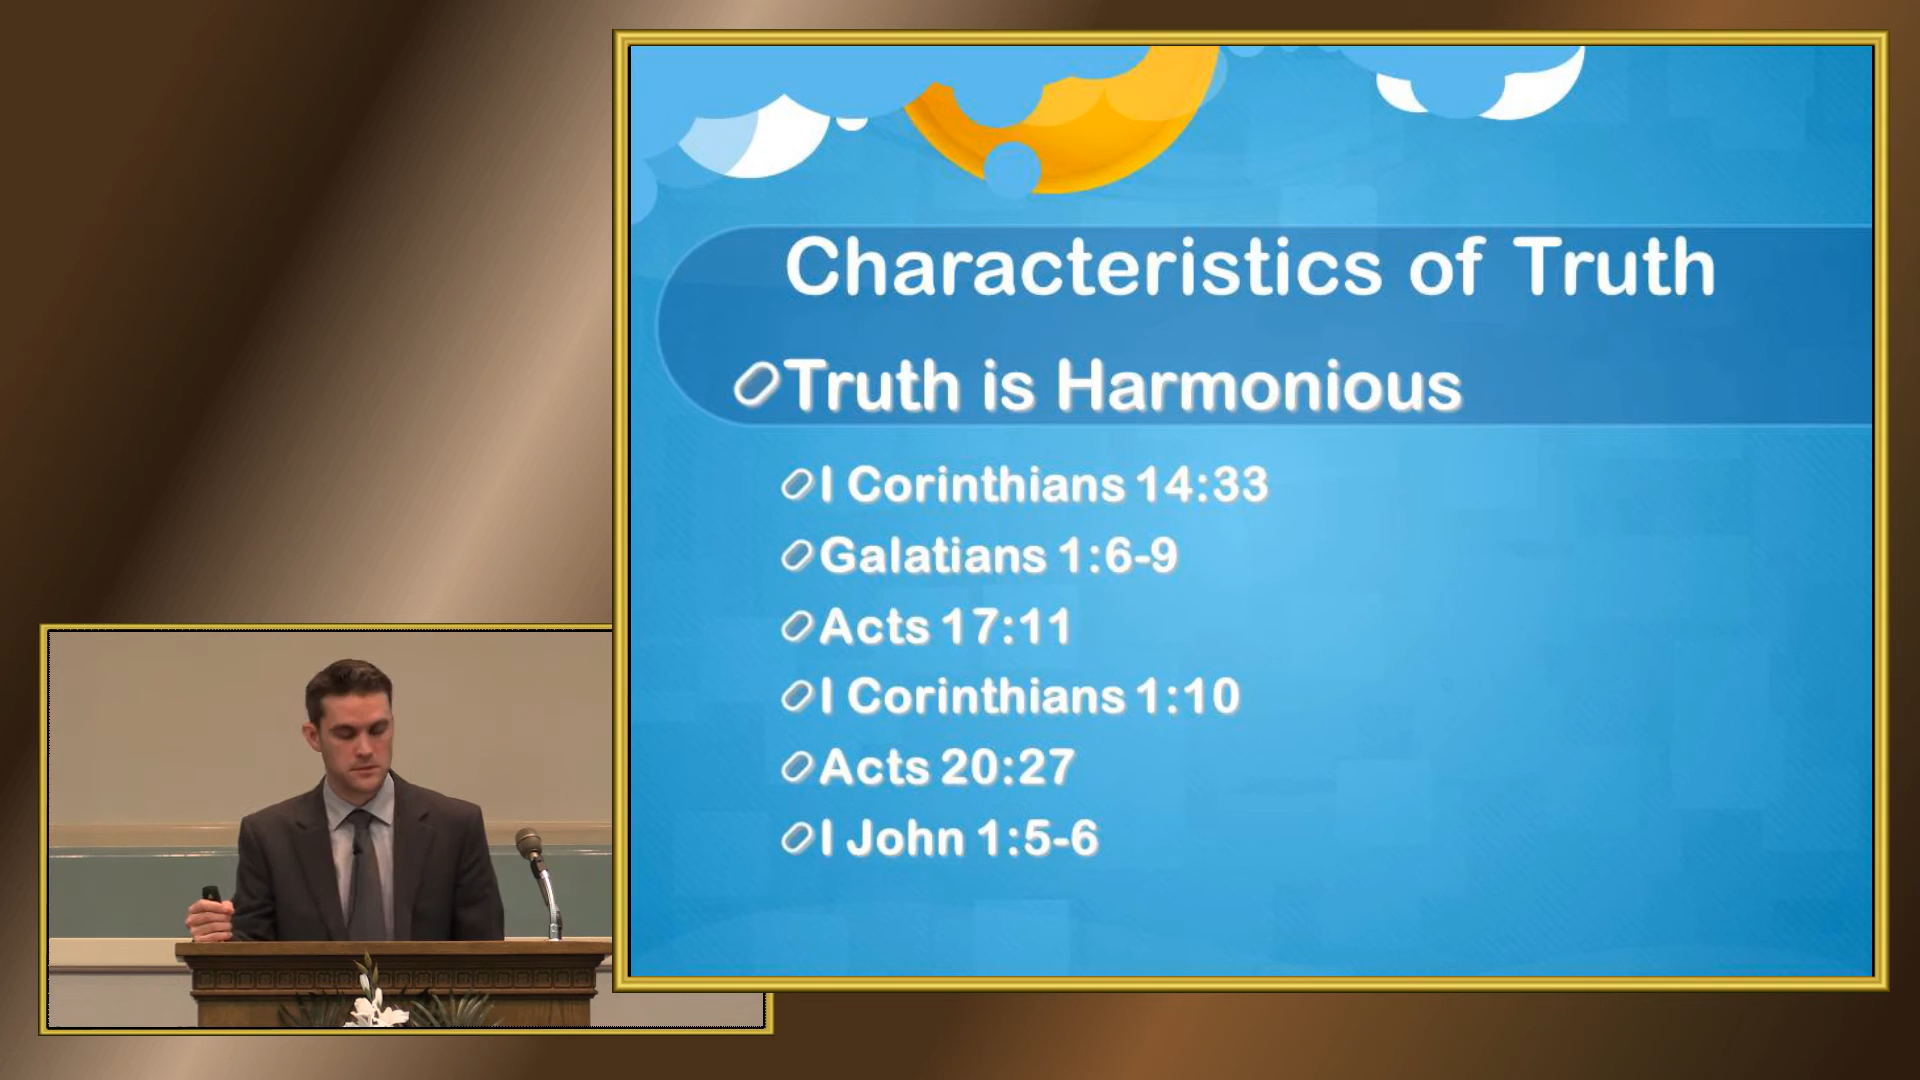 Characteristics of Truth
Truth is Harmonious
I Corinthians 14:33
Galatians 1:6-9
Acts 17:11
I Corinthians 1:10
Acts 20:27
I John 1:5-6